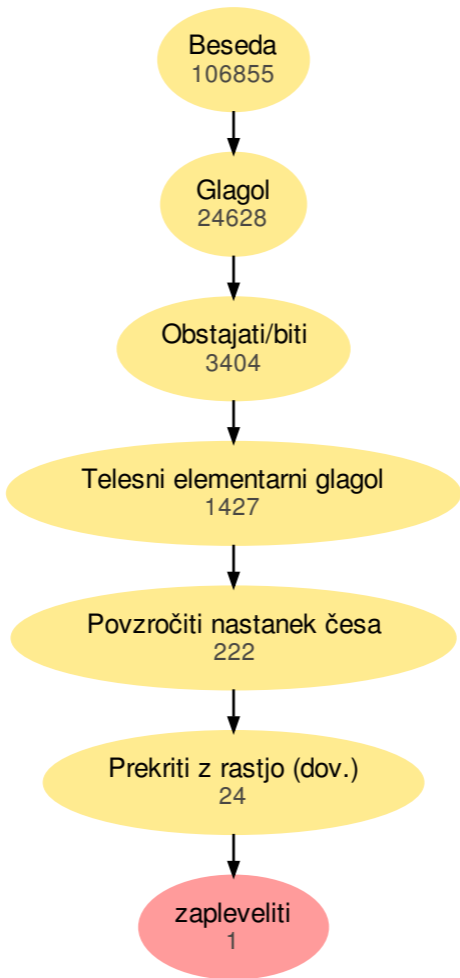 Beseda
106855
Glagol
24628
Obstajati/biti
3404
Telesni elementarni glagol
1427
Povzročiti nastanek česa
222
Prekriti z rastjo (dov.)
24
zapleveliti
1